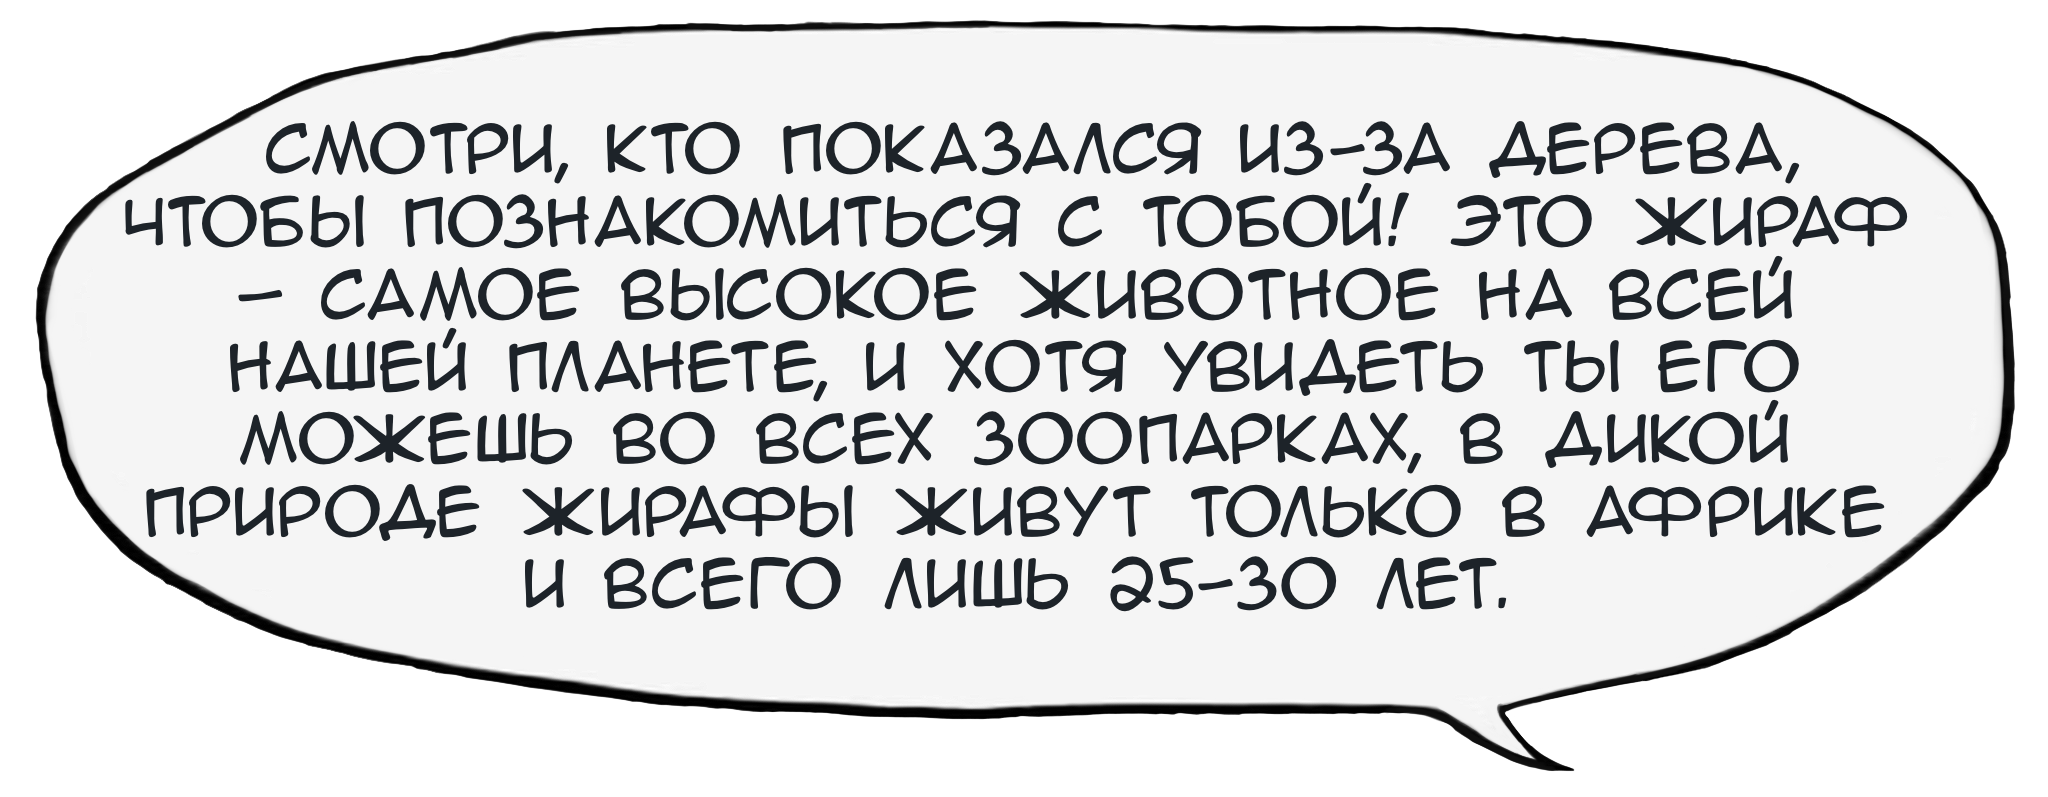 СМОТРИ, КТО ПОКАЗАЛСЯ ИЗ-ЗА ДЕРЕВА,
ЧТОБЫ ПОЗНАКОМИТЬСЯ С ТОБОЙ! ЭТО ЖИРАФ
– САМОЕ ВЫСОКОЕ ЖИВОТНОЕ НА ВСЕЙ
НАШЕЙ ПЛАНЕТЕ, И ХОТЯ УВИДЕТЬ ТЫ ЕГО
МОЖЕШЬ ВО ВСЕХ ЗООПАРКАХ, В ДИКОЙ
ПРИРОДЕ ЖИРАФЫ ЖИВУТ ТОЛЬКО В АФРИКЕ
И ВСЕГО ЛИШЬ 25-30 ЛЕТ.